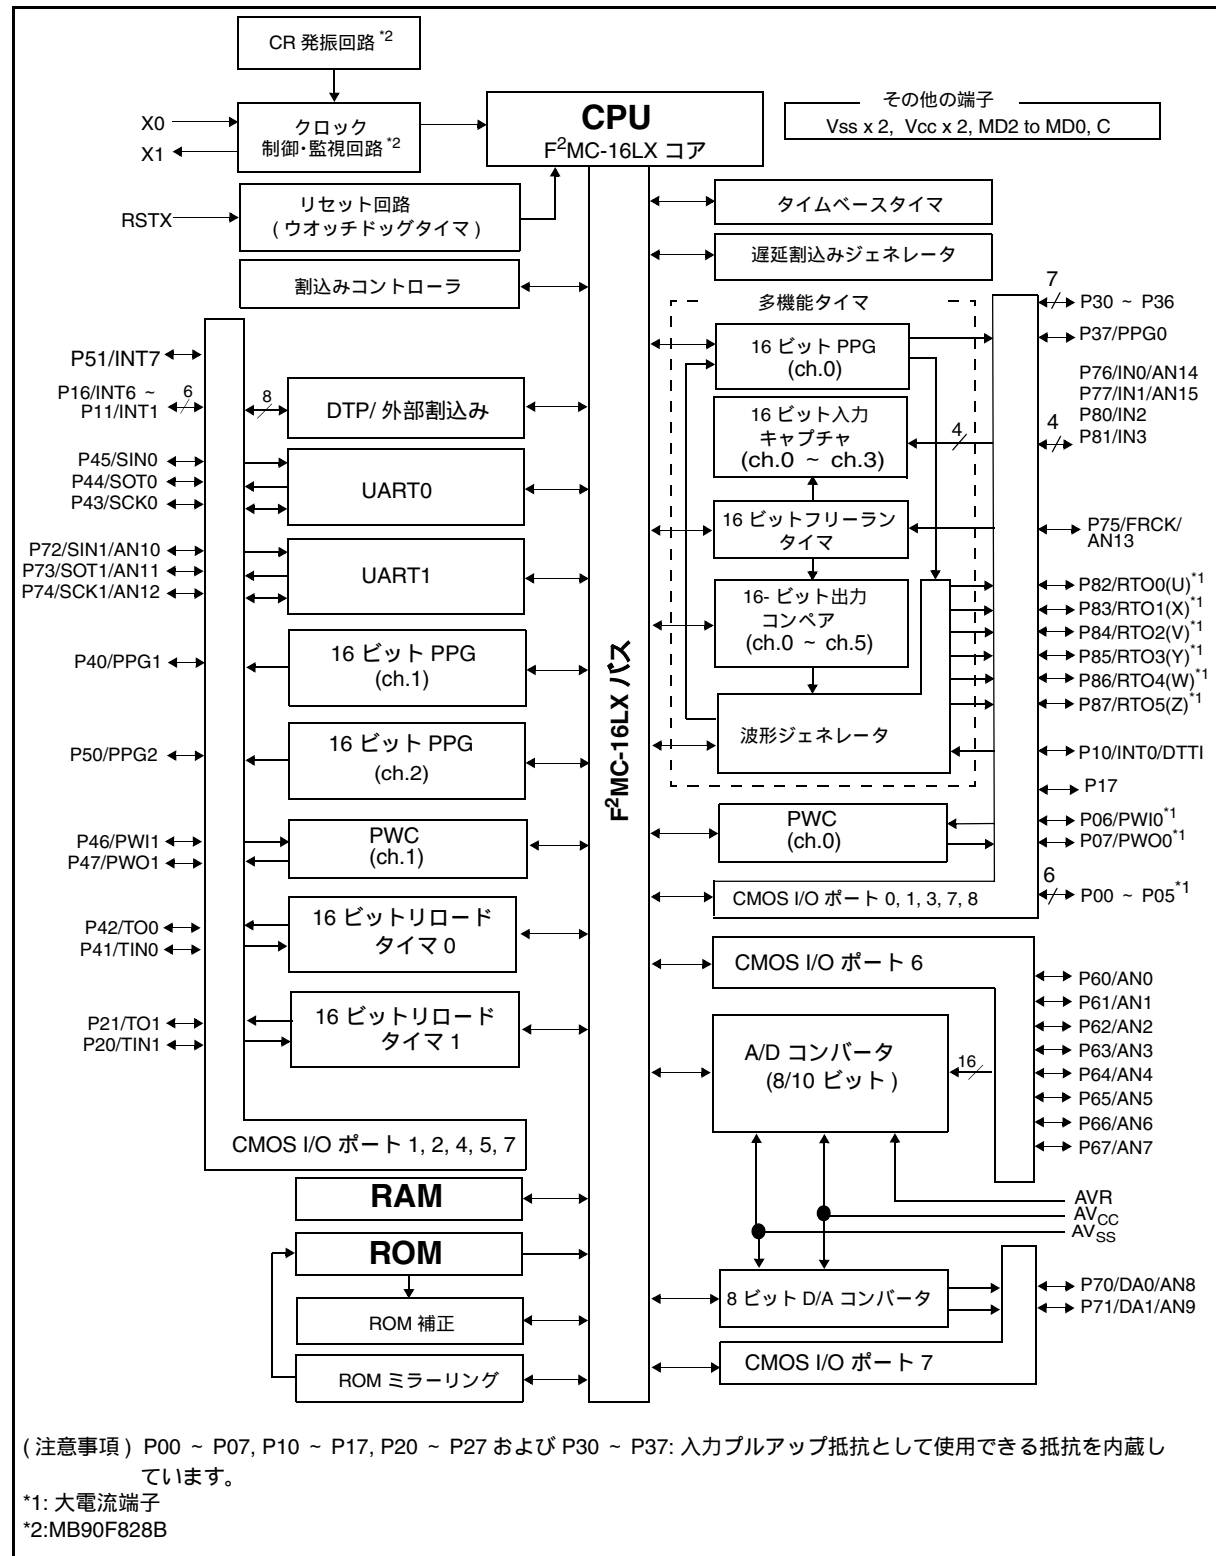 CR 発振回路 *2
X0
X1
クロック
制御・監視回路*2
CPU
F2MC-16LX コア
その他の端子
Vss x 2, Vcc x 2, MD2 to MD0, C
RSTX
リセット回路
( ウオッチドッグタイマ )
割込みコントローラ
タイムベースタイマ
遅延割込みジェネレータ
P51/INT7
P16/INT6 ~
P11/INT1
6
8
DTP/ 外部割込み
P45/SIN0
P44/SOT0
P43/SCK0
UART0
P72/SIN1/AN10
P73/SOT1/AN11
P74/SCK1/AN12
UART1
P40/PPG1
16 ビット PPG
(ch.1)
P50/PPG2
16 ビット PPG
(ch.2)
P46/PWI1
P47/PWO1
PWC
(ch.1)
P42/TO0
P41/TIN0
16 ビットリロード
タイマ 0
P21/TO1
P20/TIN1
16 ビットリロード
タイマ 1
CMOS I/O ポート 1, 2, 4, 5, 7
RAM
ROM
ROM 補正
ROM ミラーリング
F2MC-16LX バス
多機能タイマ
16 ビット PPG
(ch.0)
16 ビット入力
キャプチャ
(ch.0 ~ ch.3)
4
16 ビットフリーラン
タイマ
16- ビット出力
コンペア
(ch.0 ~ ch.5)
波形ジェネレータ
PWC
(ch.0)
CMOS I/O ポート 0, 1, 3, 7, 8
7
P30 ~ P36
P37/PPG0
P76/IN0/AN14
P77/IN1/AN15
P80/IN2
P81/IN3
4
P75/FRCK/
AN13
P82/RTO0(U)*1
P83/RTO1(X)*1
P84/RTO2(V)*1
P85/RTO3(Y)*1
P86/RTO4(W)*1
P87/RTO5(Z)*1
P10/INT0/DTTI
P17
P06/PWI0*1
P07/PWO0*1
6
P00 ~ P05*1
CMOS I/O ポート 6
A/D コンバータ
(8/10 ビット )
16
P60/AN0
P61/AN1
P62/AN2
P63/AN3
P64/AN4
P65/AN5
P66/AN6
P67/AN7
AVR
AVCC
AVSS
8 ビット D/A コンバータ
P70/DA0/AN8
P71/DA1/AN9
CMOS I/O ポート 7
( 注意事項 ) P00 ~ P07, P10 ~ P17, P20 ~ P27 および P30 ~ P37: 入力プルアップ抵抗として使用できる抵抗を内蔵し
ています。
*1: 大電流端子
*2:MB90F828B